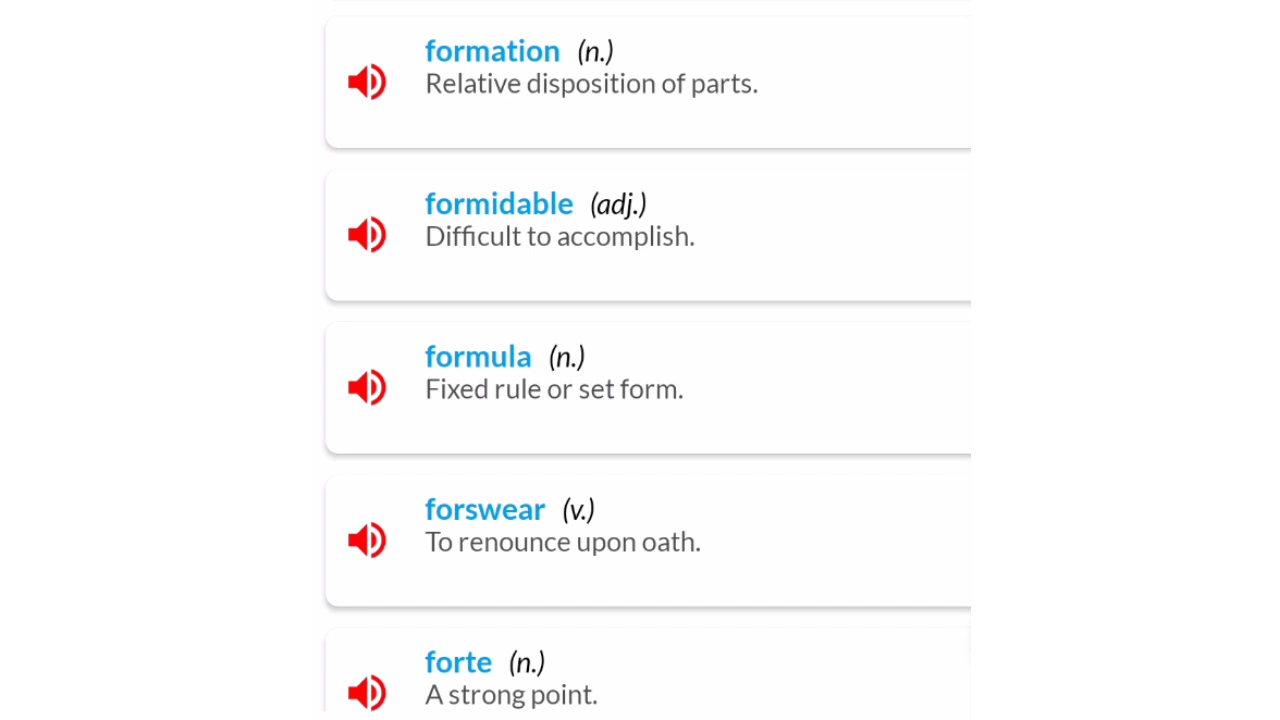 formation (n.)
Relative disposition of parts.
formidable (adj.)
Difficult to accomplish.
formula (n.)
Fixed rule or set form.
forswear (v.)
To renounce upon oath.
forte (n.)
A strong point.